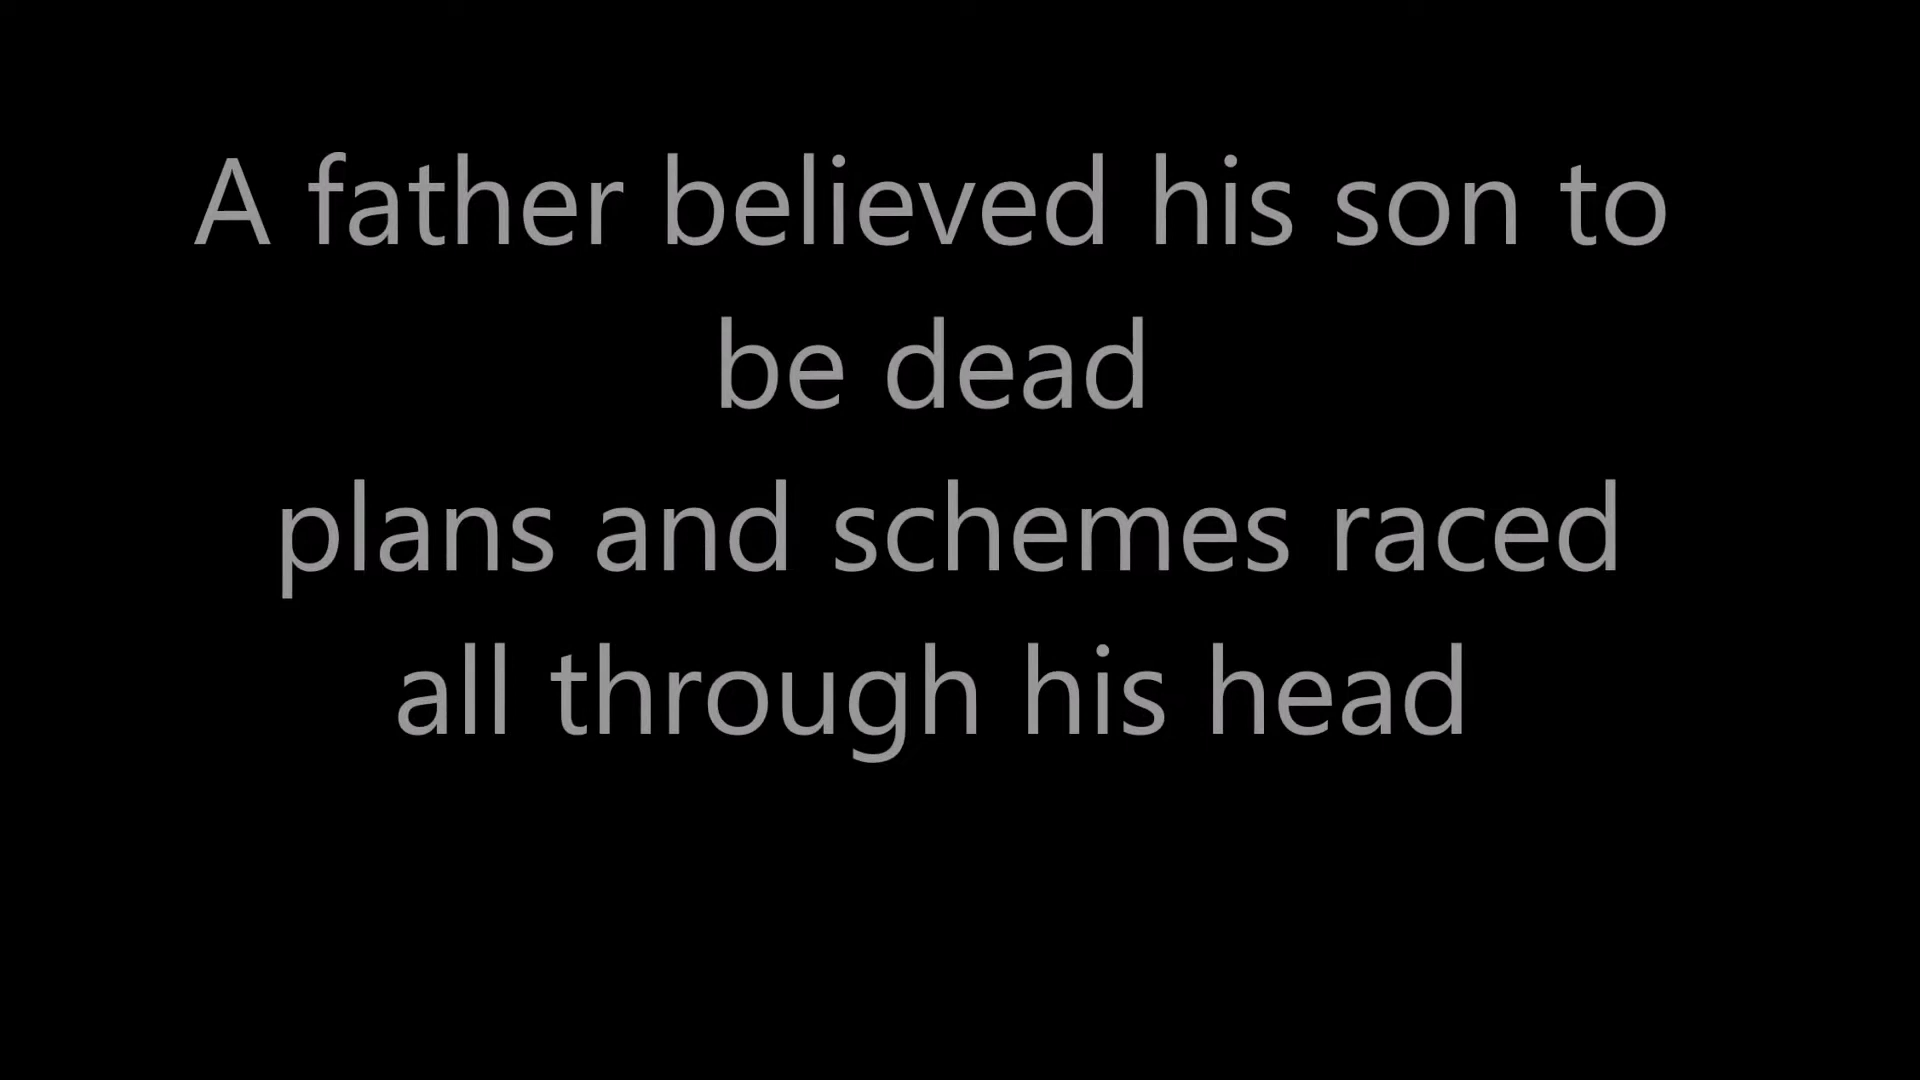 A father believed his son to
be dead
plans and schemes raced
all through his head